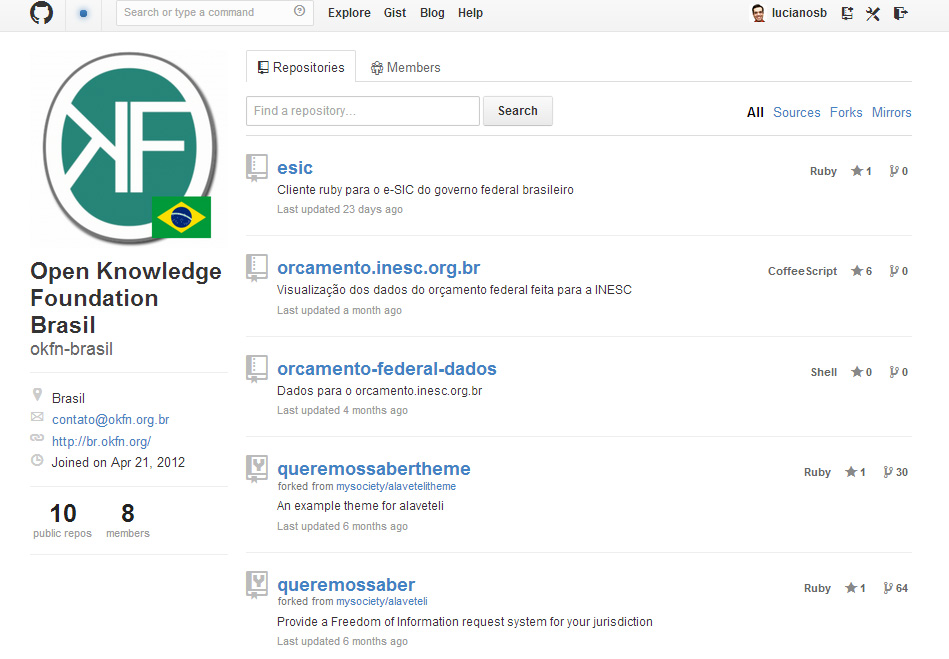 Search or type a command
Explore Gist Blog Help
lucianosb
KF
Open Knowledge
Foundation
Brasil
okfn-brasil
Brasil
contato@okfn.org.br
http://br.okfn.org/
Joined on Apr 21, 2012
10 8
public repos members
Repositories Members
Find a repository...
Search
All Sources Forks Mirrors
esic
Ruby 1 0
Cliente ruby para o e-SIC do governo federal brasileiro
Last updated 23 days ago
orcamento.inesc.org.br
CoffeeScript 6 0
Visualização dos dados do orçamento federal feita para a INESC
Last updated a month ago
orcamento-federal-dados
Shell 0 0
Dados para o orcamento.inesc.org.br
Last updated 4 months ago
queremossabertheme
Ruby 1 30
forked from mysociety/alavetelitheme
An example theme for alaveteli
Last updated 6 months ago
queremossaber
Ruby 1 64
forked from mysociety/alaveteli
Provide a Freedom of Information request system for your jurisdiction
Last updated 6 months ago